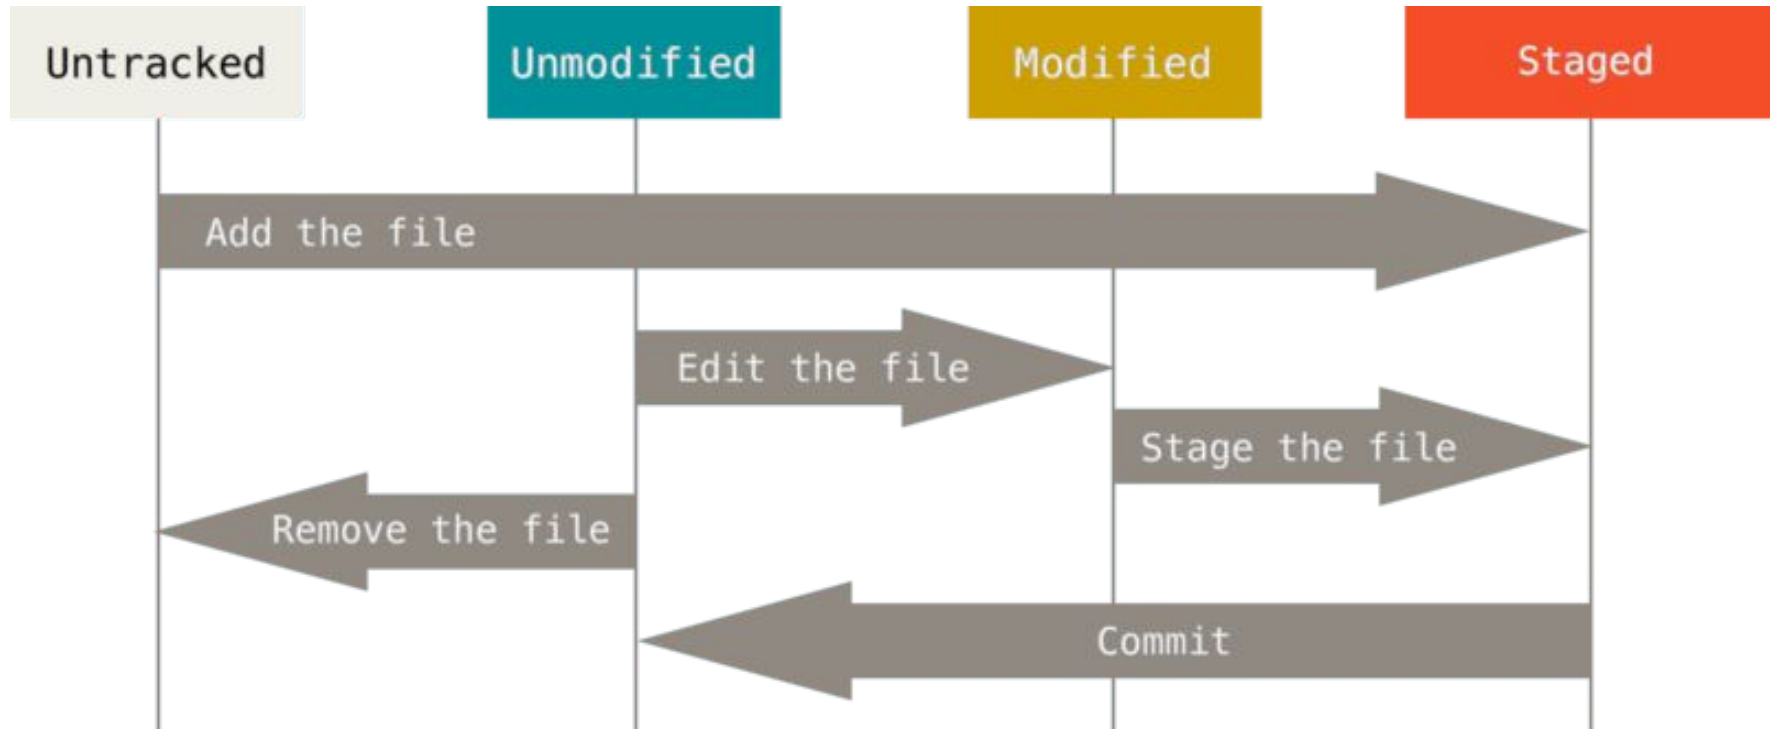 Untracked
Unmodified
Modified
Staged
Add the file
Edit the file
Stage the file
Remove the file
Commit